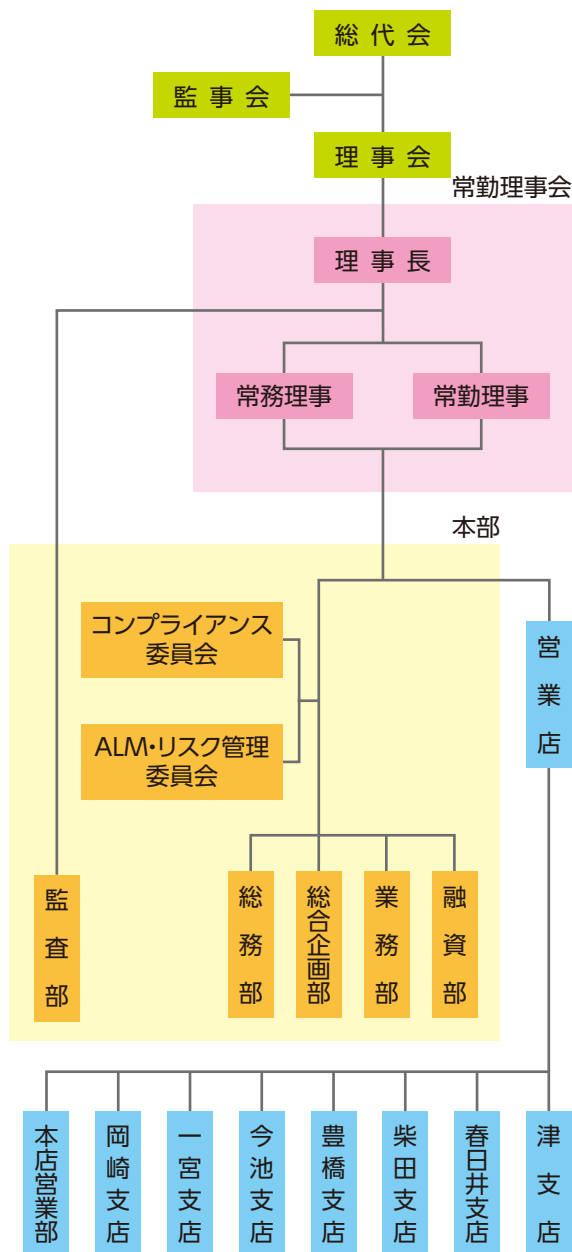 総代会
監事会
理事会
常勤理事会
理事長
常務理事
常勤理事
本部
コンプライアンス
委員会
営業店
ALM・リスク管理
委員会
監査部
総務部
総合企画部
業務部
融資部
本店営業部
岡崎支店
一宮支店
今池支店
豊橋支店
柴田支店
春日井支店
津支店